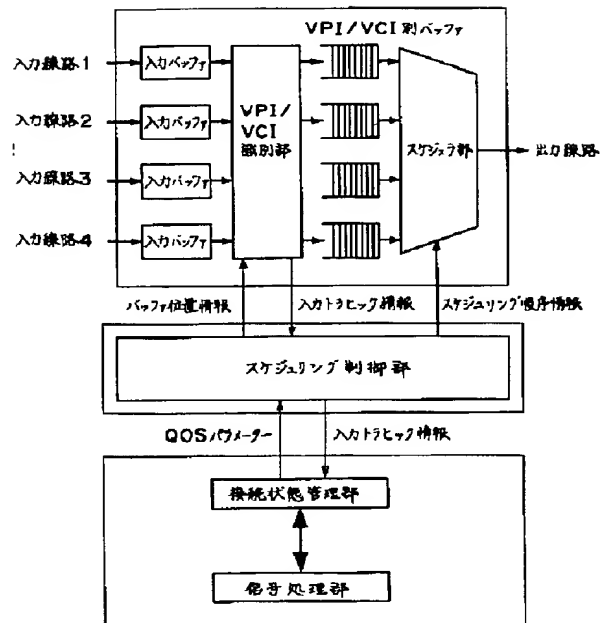 VPI/VCI別バッファ
入力線路1
入力バッファ
入力線路2
入力バッファ
入力線路3
入力バッファ
入力線路4
入力バッファ
VPI/
VCI
識別部
スケジュラ部
出力線路
バッファ位置情報
入力トラヒック情報
スケジュリング順序情報
スケジュリング制御部
QOSパラメーター
入力トラヒック情報
接続状態管理部
信号処理部